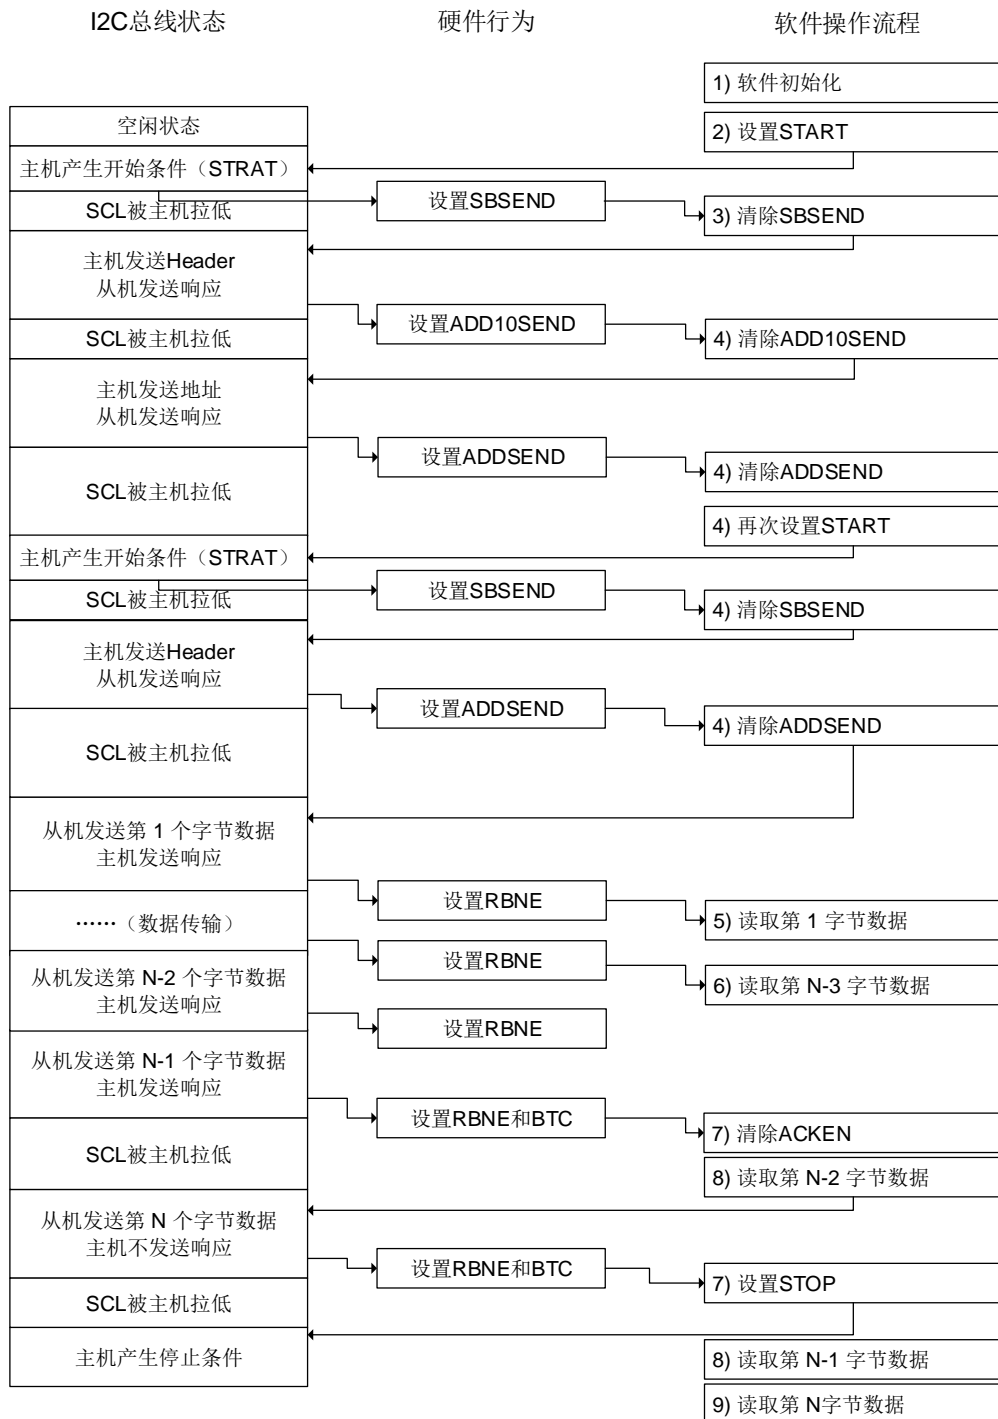 I2C总线状态 硬件行为 软件操作流程
1) 软件初始化
空闲状态
2) 设置START
主机产生开始条件（STRAT）
设置SBSEND
SCL被主机拉低
3) 清除SBSEND
主机发送Header
从机发送响应
设置ADD10SEND
SCL被主机拉低
4) 清除ADD10SEND
主机发送地址
从机发送响应
设置ADDSEND
4) 清除ADDSEND
SCL被主机拉低
4) 再次设置START
主机产生开始条件（STRAT）
设置SBSEND
SCL被主机拉低
4) 清除SBSEND
主机发送Header
从机发送响应
设置ADDSEND
4) 清除ADDSEND
SCL被主机拉低
从机发送第 1 个字节数据
主机发送响应
设置RBNE
……（数据传输）
5) 读取第 1 字节数据
设置RBNE
从机发送第 N-2 个字节数据
主机发送响应
6) 读取第 N-3 字节数据
设置RBNE
从机发送第 N-1 个字节数据
主机发送响应
设置RBNE和BTC
7) 清除ACKEN
SCL被主机拉低
8) 读取第 N-2 字节数据
从机发送第 N 个字节数据
主机不发送响应
设置RBNE和BTC
7) 设置STOP
SCL被主机拉低
主机产生停止条件
8) 读取第 N-1 字节数据
9) 读取第 N字节数据